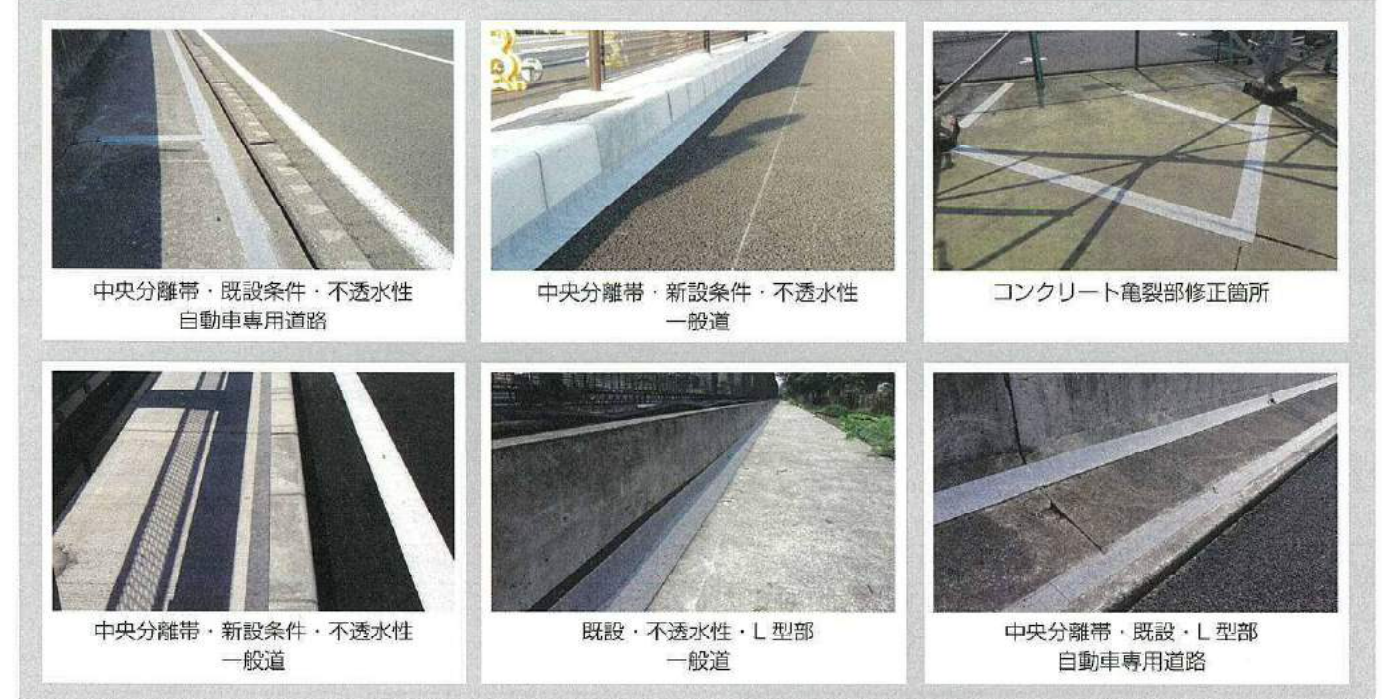 中央分離帯・既設条件・不透水性
自動車専用道路
中央分離帯・新設条件・不透水性
一般道
コンクリート亀裂部修正箇所
中央分離帯・新設条件・不透水性
一般道
既設・不透水性・L型部
一般道
中央分離帯・既設・L型部
自動車専用道路